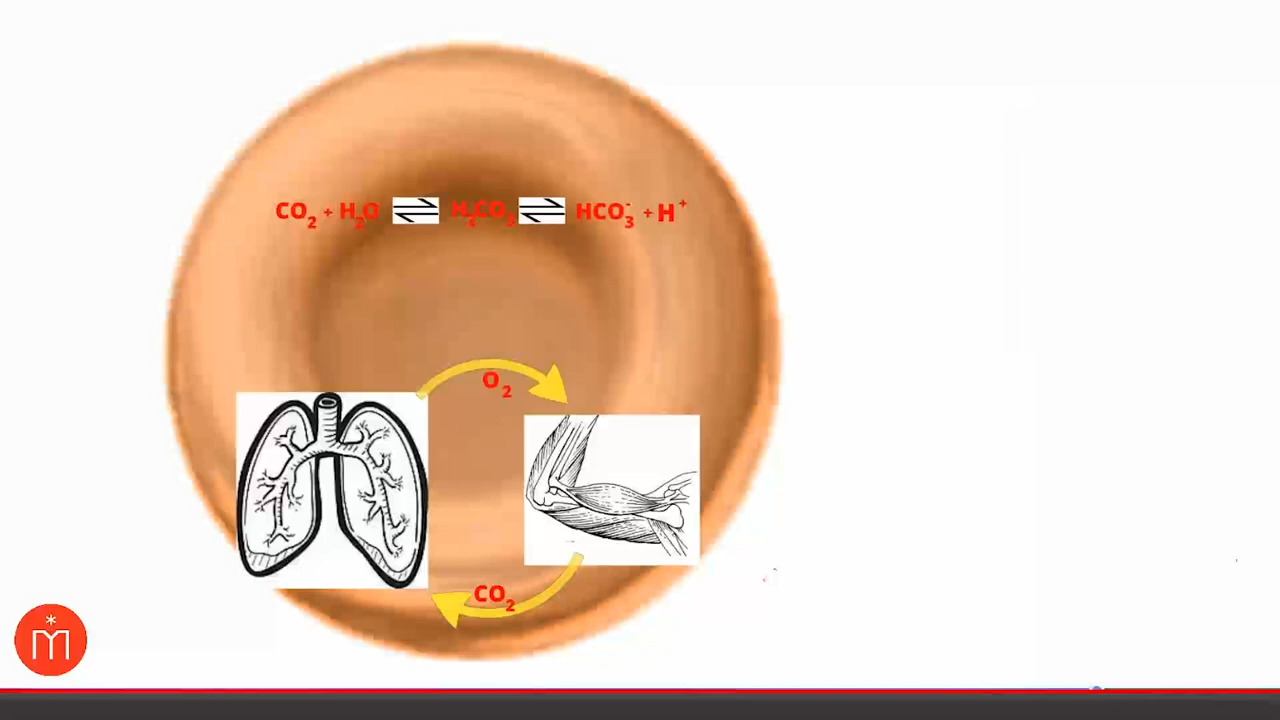 CO₂ + H₂O ⇌ H₂CO₃ ⇌ HCO₃⁻ + H⁺
O₂
CO₂
M